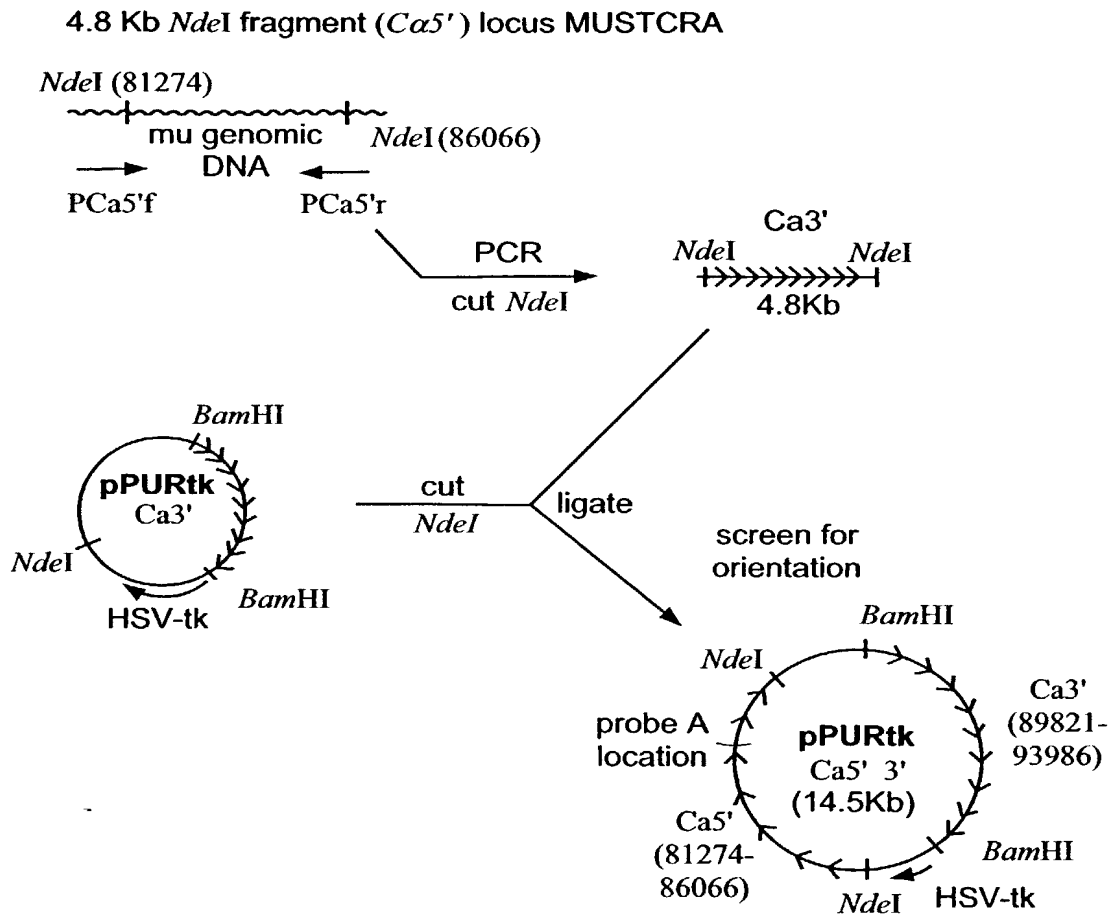 4.8 Kb NdeI fragment (Cα5') locus MUSTCRA
NdeI (81274)
mu genomic
DNA
NdeI (86066)
PCa5'f
PCa5'r
PCR
cut NdeI
Ca3'
NdeI
NdeI
4.8Kb
BamHI
pPURtk
Ca3'
NdeI
BamHI
HSV-tk
cut
NdeI
ligate
screen for
orientation
BamHI
NdeI
probe A
location
pPURtk
Ca5' 3'
(14.5Kb)
Ca3'
(89821-
93986)
Ca5'
(81274-
86066)
BamHI
NdeI
HSV-tk